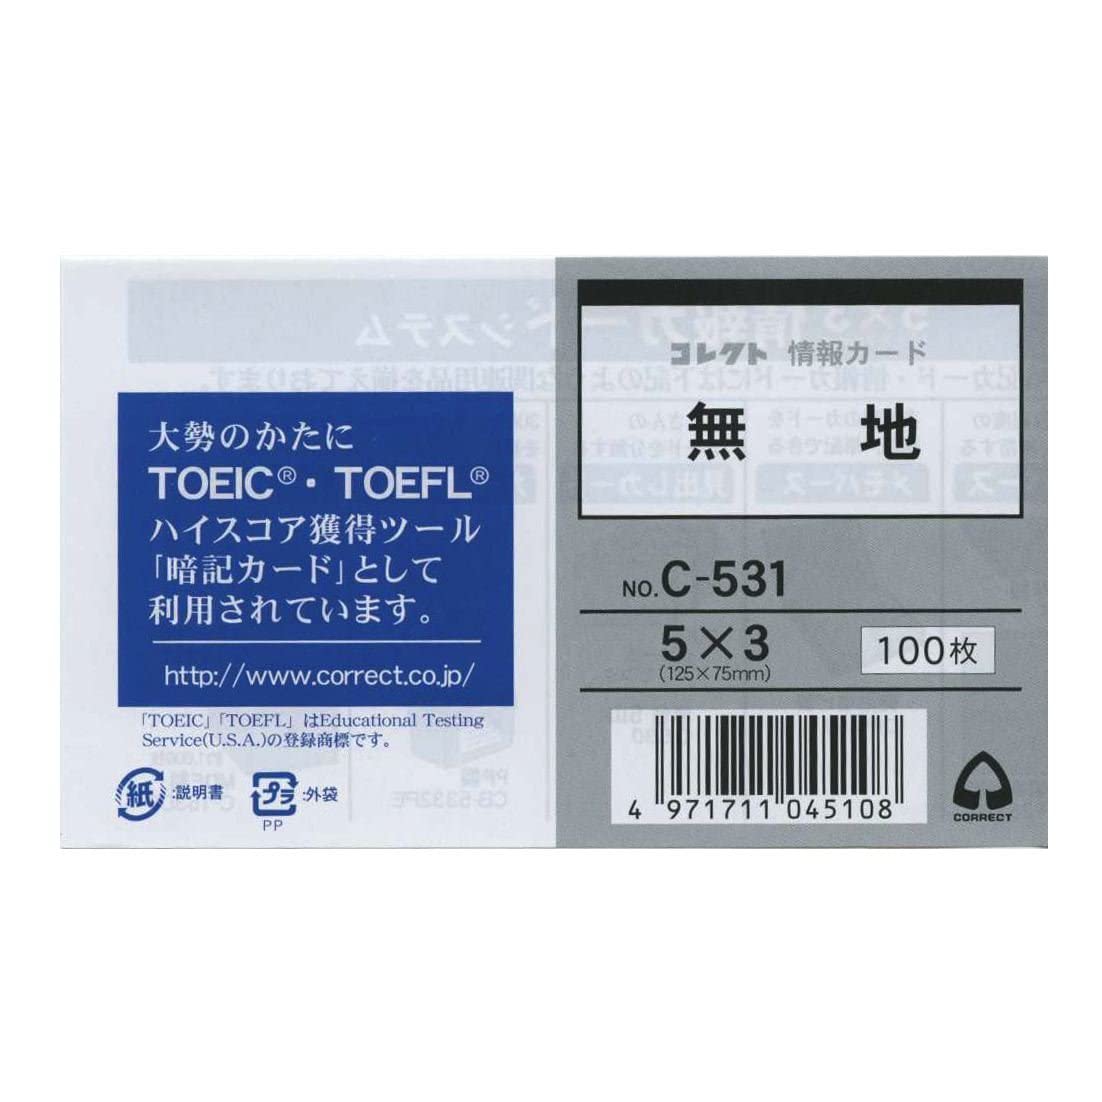 大勢のかたに
TOEIC®・TOEFL®
ハイスコア獲得ツール
「暗記カード」として
利用されています。
http://www.correct.co.jp/
「TOEIC」「TOEFL」はEducational Testing
Service(U.S.A.)の登録商標です。
紙:説明書
プラ:外袋
PP
コレクト 情報カード
無 地
NO.C-531
5×3
(125×75mm)
100枚
4 971711 045108
CORRECT